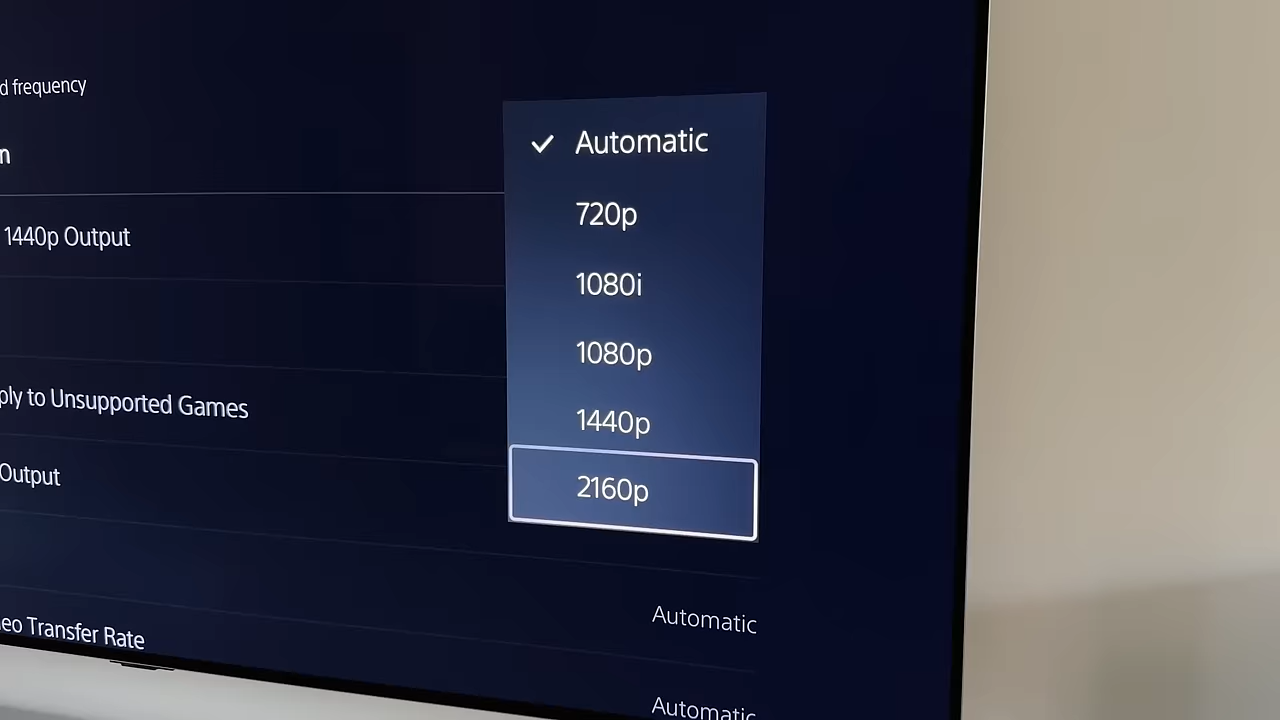 d frequency
Automatic
n
720p
1440p Output
1080i
1080p
ply to Unsupported Games
1440p
Output
2160p
Automatic
eo Transfer Rate
Automatic